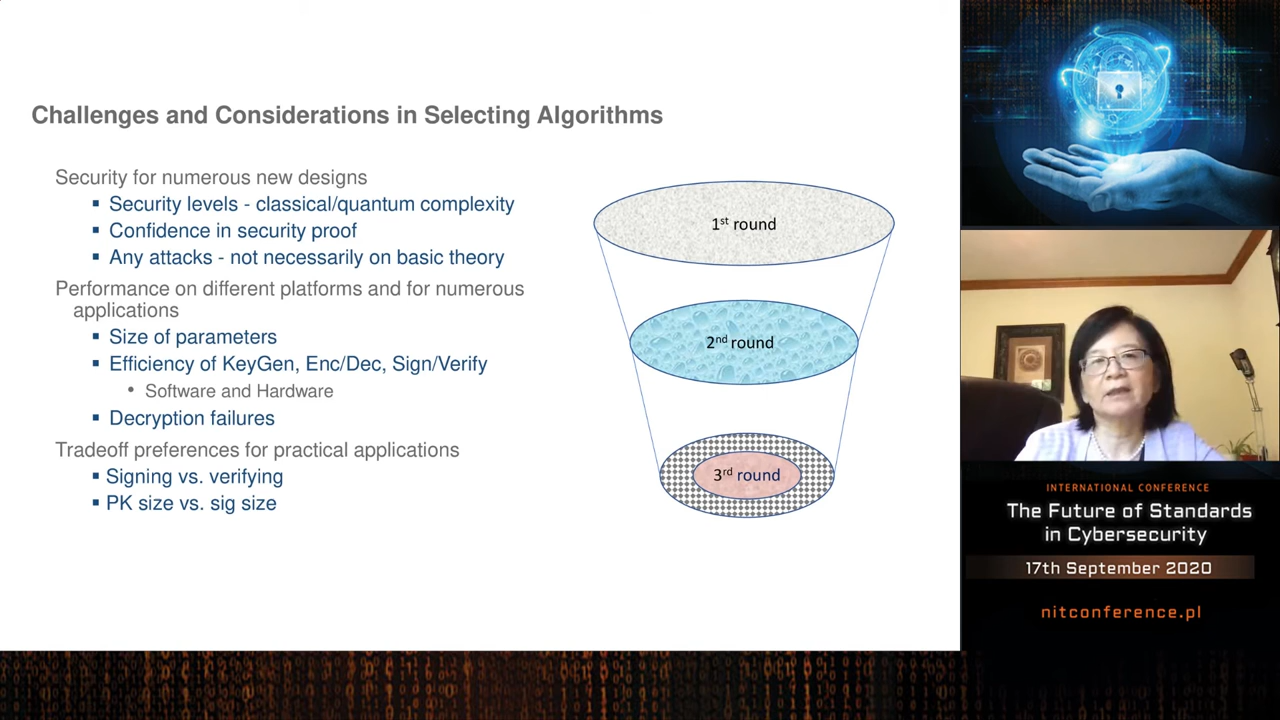 Challenges and Considerations in Selecting Algorithms
Security for numerous new designs
▪ Security levels - classical/quantum complexity
▪ Confidence in security proof
▪ Any attacks - not necessarily on basic theory
Performance on different platforms and for numerous
applications
▪ Size of parameters
▪ Efficiency of KeyGen, Enc/Dec, Sign/Verify
• Software and Hardware
▪ Decryption failures
Tradeoff preferences for practical applications
▪ Signing vs. verifying
▪ PK size vs. sig size
1st round
2nd round
3rd round
INTERNATIONAL CONFERENCE
The Future of Standards
in Cybersecurity
17th September 2020
nitconference.pl